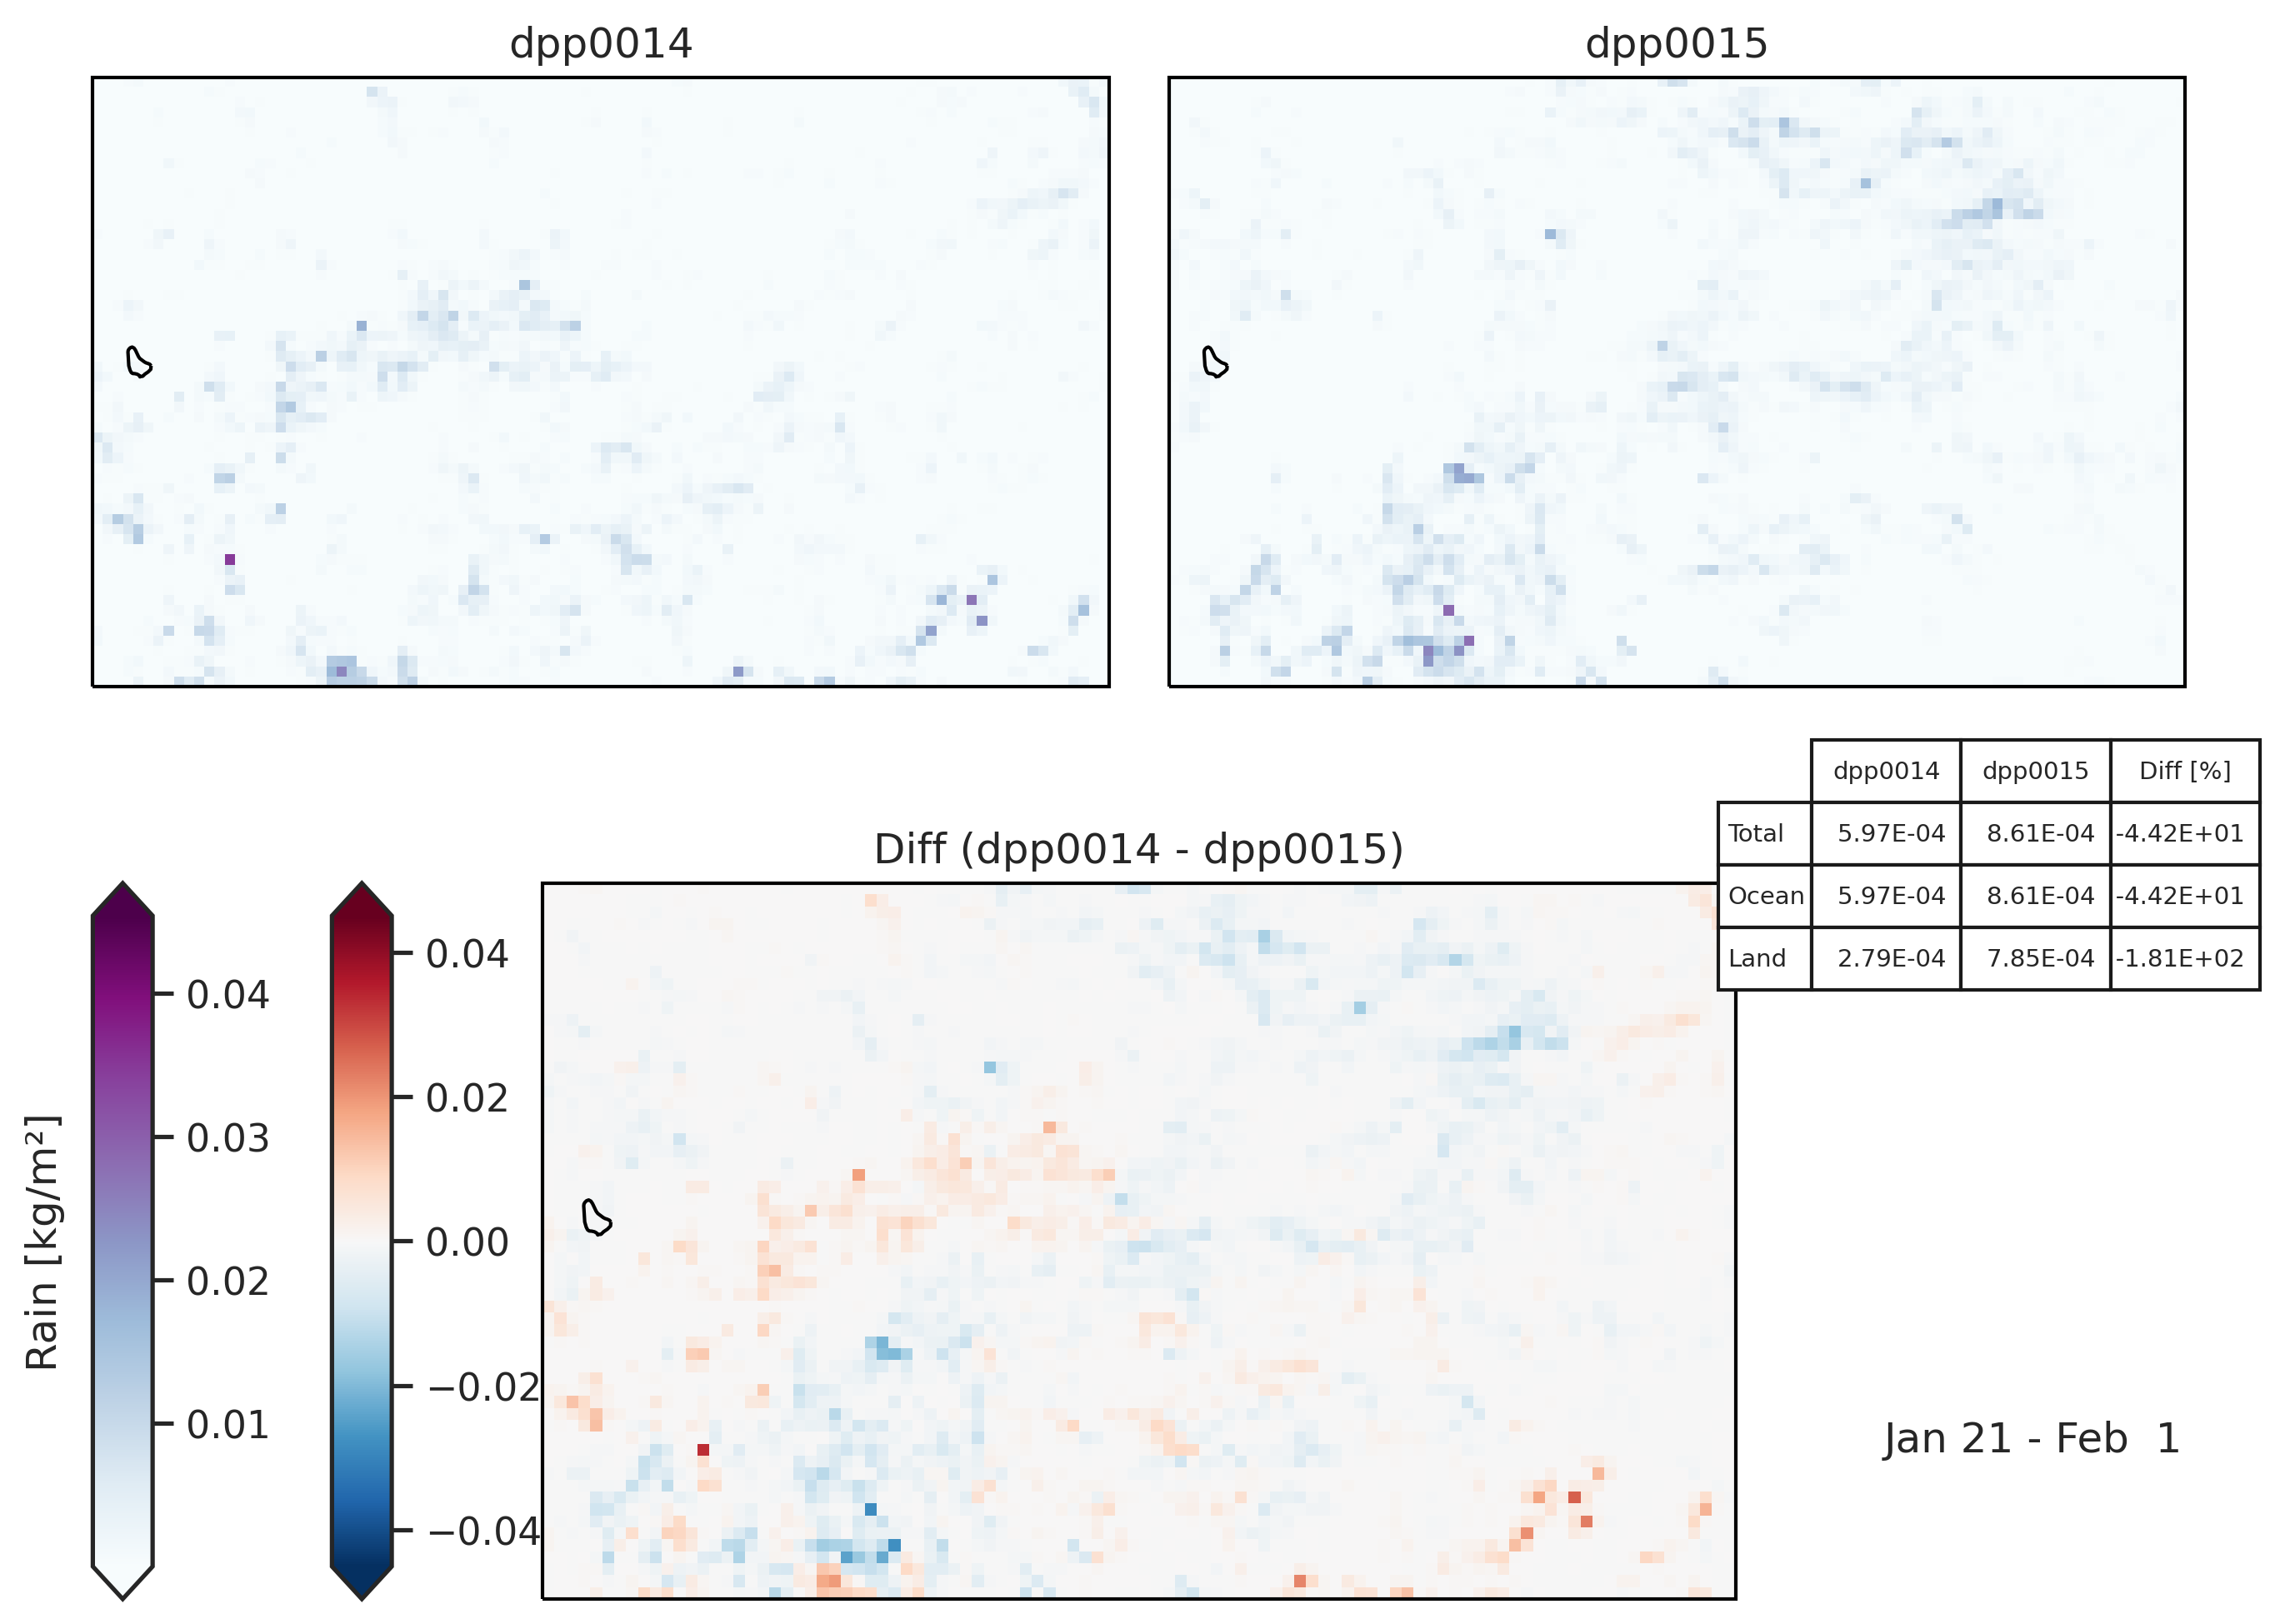 dpp0014
dpp0015
dpp0014 dpp0015 Diff [%]
Total 5.97E-04 8.61E-04 -4.42E+01
Ocean 5.97E-04 8.61E-04 -4.42E+01
Land 2.79E-04 7.85E-04 -1.81E+02
Diff (dpp0014 - dpp0015)
Rain [kg/m²]
0.04
0.03
0.02
0.01
0.04
0.02
0.00
−0.02
−0.04
Jan 21 - Feb  1